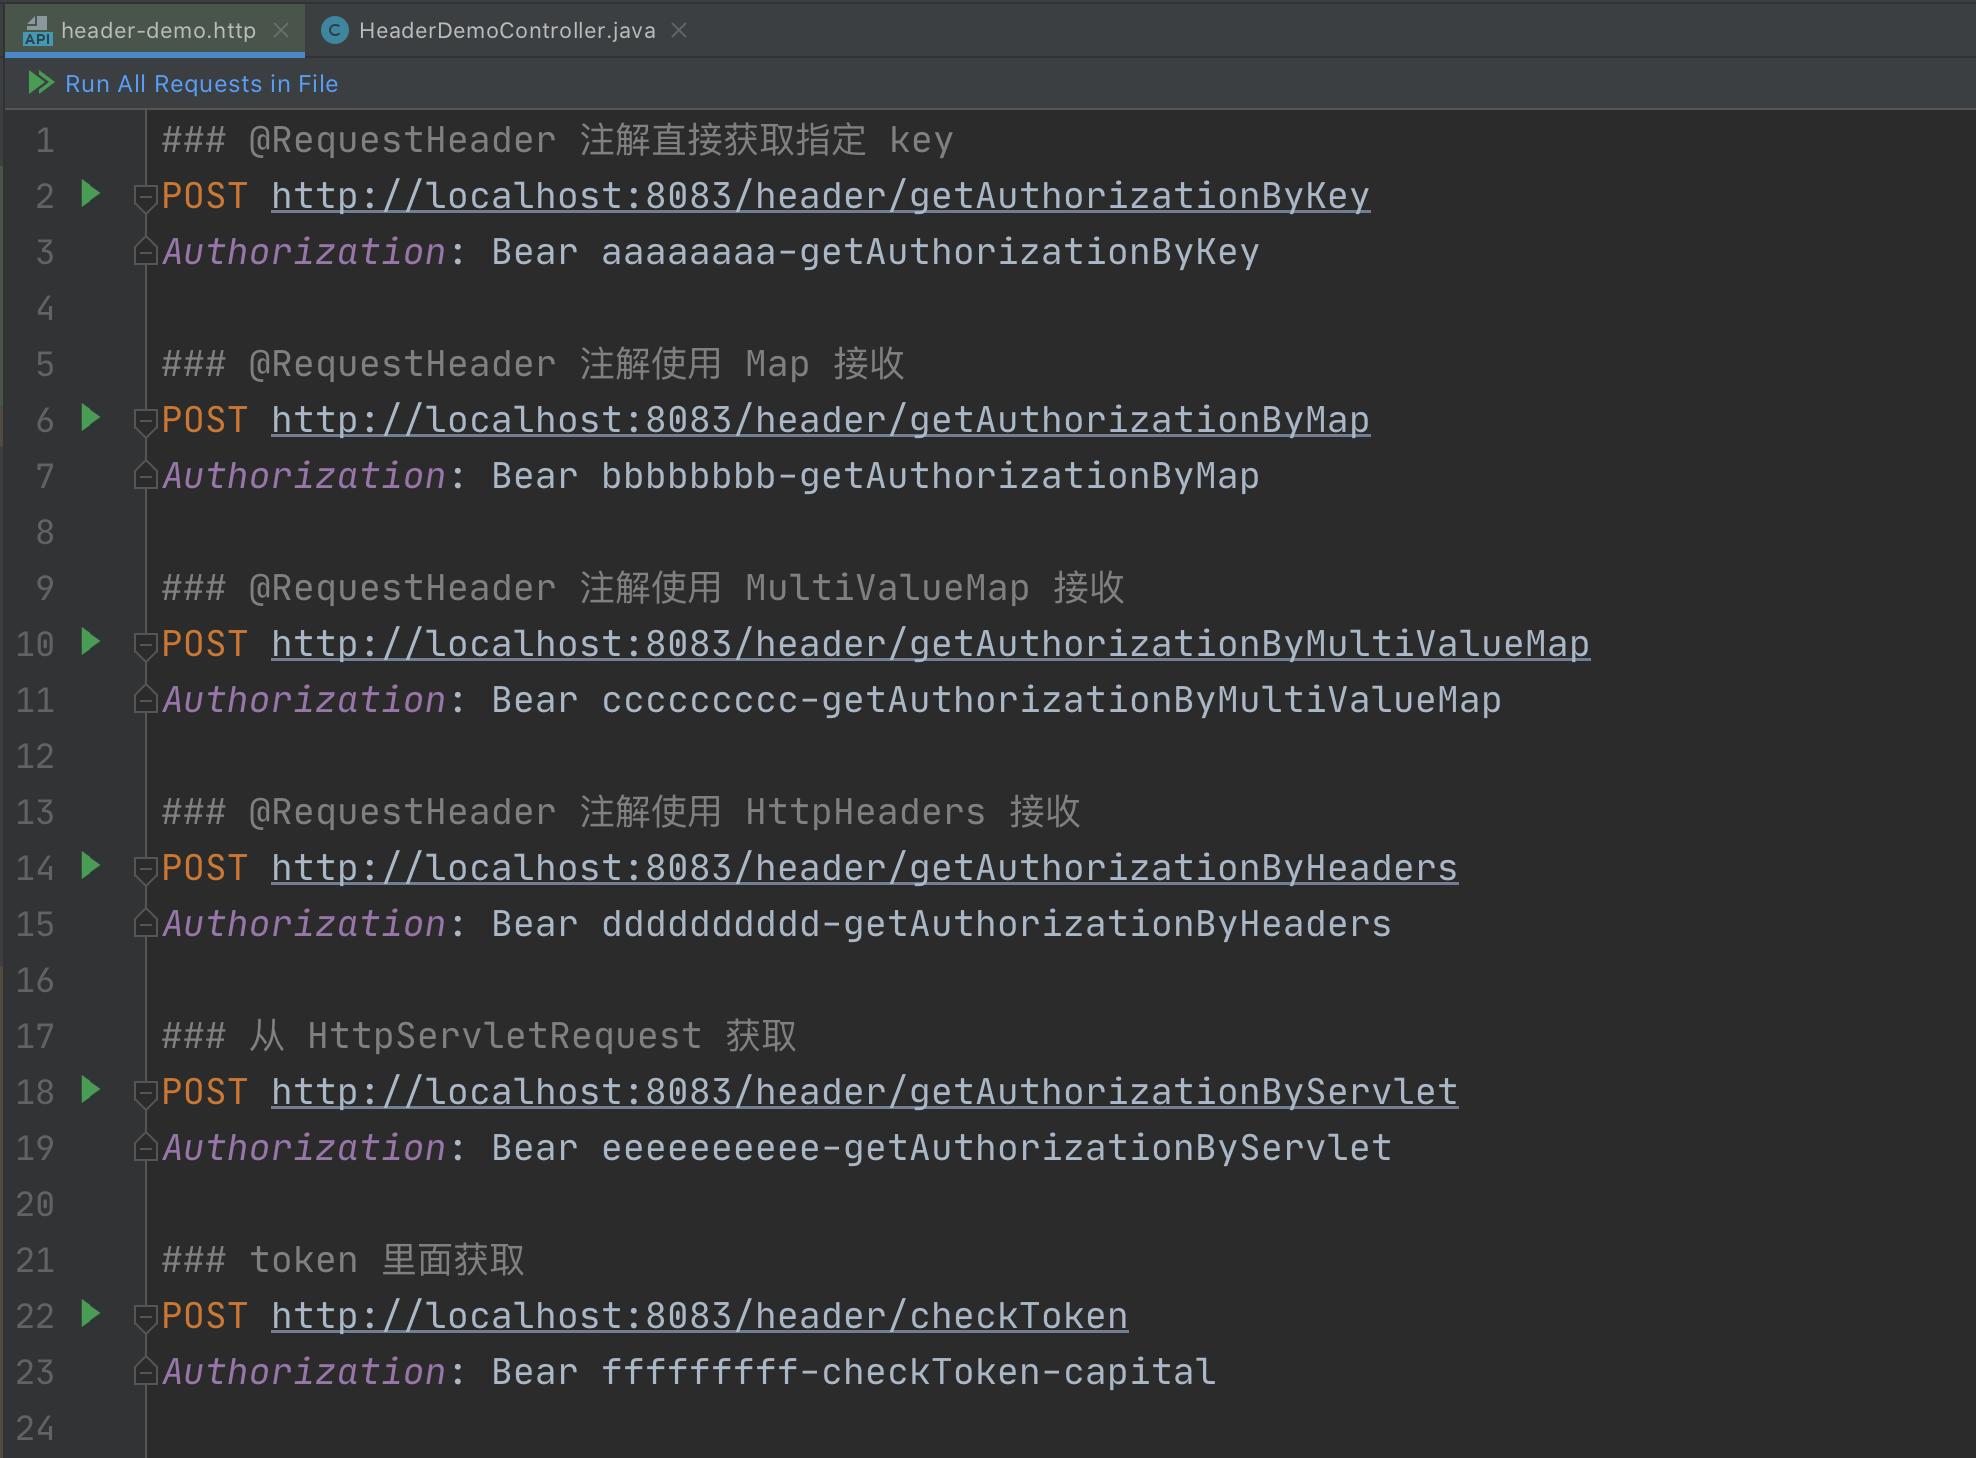 API header-demo.http C HeaderDemoController.java
Run All Requests in File
1 ### @RequestHeader 注解直接获取指定 key
2 POST http://localhost:8083/header/getAuthorizationByKey
3 Authorization: Bear aaaaaaaa-getAuthorizationByKey
4
5 ### @RequestHeader 注解使用 Map 接收
6 POST http://localhost:8083/header/getAuthorizationByMap
7 Authorization: Bear bbbbbbbb-getAuthorizationByMap
8
9 ### @RequestHeader 注解使用 MultiValueMap 接收
10 POST http://localhost:8083/header/getAuthorizationByMultiValueMap
11 Authorization: Bear ccccccccc-getAuthorizationByMultiValueMap
12
13 ### @RequestHeader 注解使用 HttpHeaders 接收
14 POST http://localhost:8083/header/getAuthorizationByHeaders
15 Authorization: Bear dddddddddd-getAuthorizationByHeaders
16
17 ### 从 HttpServletRequest 获取
18 POST http://localhost:8083/header/getAuthorizationByServlet
19 Authorization: Bear eeeeeeeeee-getAuthorizationByServlet
20
21 ### token 里面获取
22 POST http://localhost:8083/header/checkToken
23 Authorization: Bear fffffffff-checkToken-capital
24